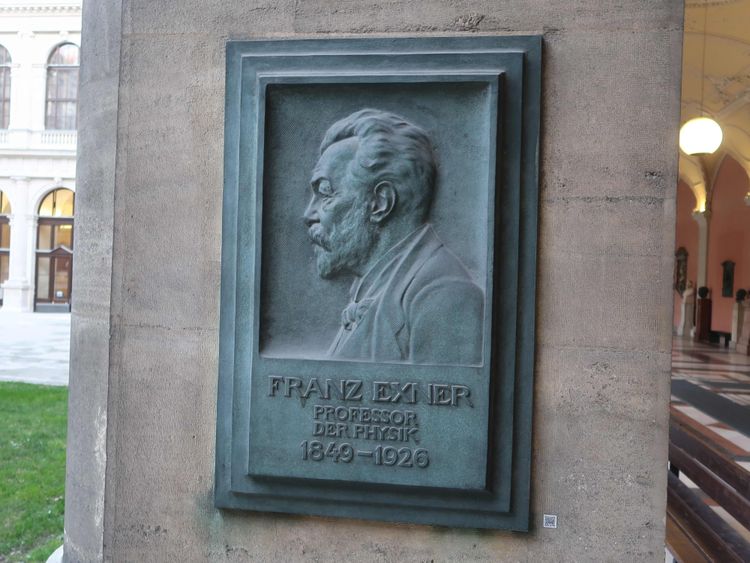 FRANZ EXNER
PROFESSOR
DER PHYSIK
1849-1926